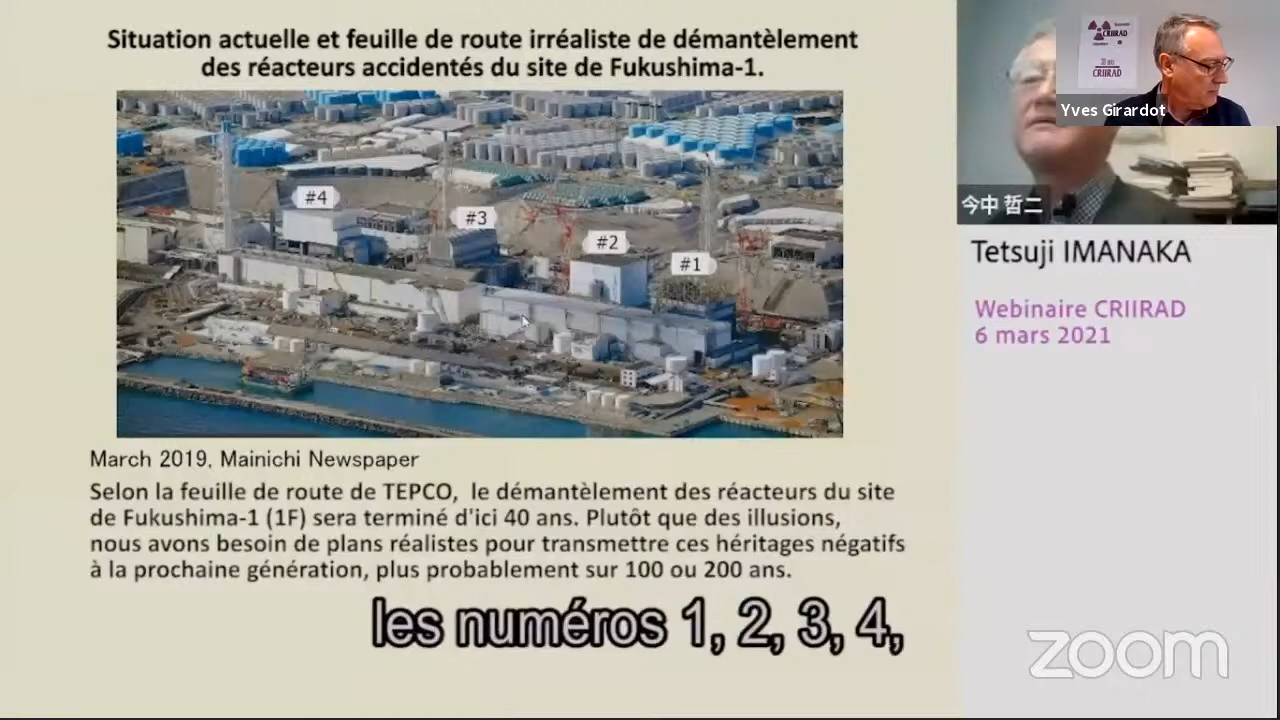 Situation actuelle et feuille de route irréaliste de démantèlement
des réacteurs accidentés du site de Fukushima-1.
#4
#3
#2
#1
March 2019, Mainichi Newspaper
Selon la feuille de route de TEPCO, le démantèlement des réacteurs du site
de Fukushima-1 (1F) sera terminé d'ici 40 ans. Plutôt que des illusions,
nous avons besoin de plans réalistes pour transmettre ces héritages négatifs
à la prochaine génération, plus probablement sur 100 ou 200 ans.
les numéros 1, 2, 3, 4,
CRIIRAD
CRIIRAD
Yves Girardot
今中 哲二
Tetsuji IMANAKA
Webinaire CRIIRAD
6 mars 2021
zoom